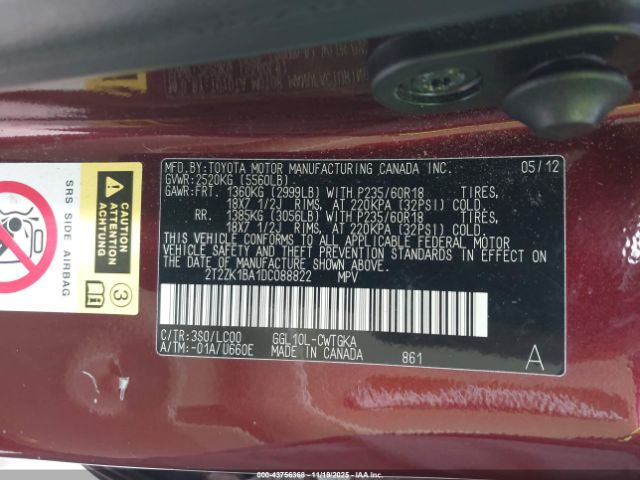 MFD.BY:TOYOTA MOTOR MANUFACTURING CANADA INC. 05/12
GVWR:2520KG (5560LB)
GAWR:FRT. 1360KG (2999LB) WITH P235/60R18 TIRES,
18X7 1/2J RIMS, AT 220KPA (32PSI) COLD.
RR. 1385KG (3056LB) WITH P235/60R18 TIRES,
18X7 1/2J RIMS, AT 220KPA (32PSI) COLD.
THIS VEHICLE CONFORMS TO ALL APPLICABLE FEDERAL MOTOR
VEHICLE SAFETY AND THEFT PREVENTION STANDARDS IN EFFECT ON
THE DATE OF MANUFACTURE SHOWN ABOVE.
2T2ZK1BA1DC088822 MPV
C/TR:3S0/LC00 GGL10L-CWTGKA
A/TM:-01A/U660E MADE IN CANADA 861 A
CAUTION
ATTENTION
ACHTUNG
SRS SIDE AIRBAG
3
© IAA 43756368 - 11/19/2025 - IAAI.COM